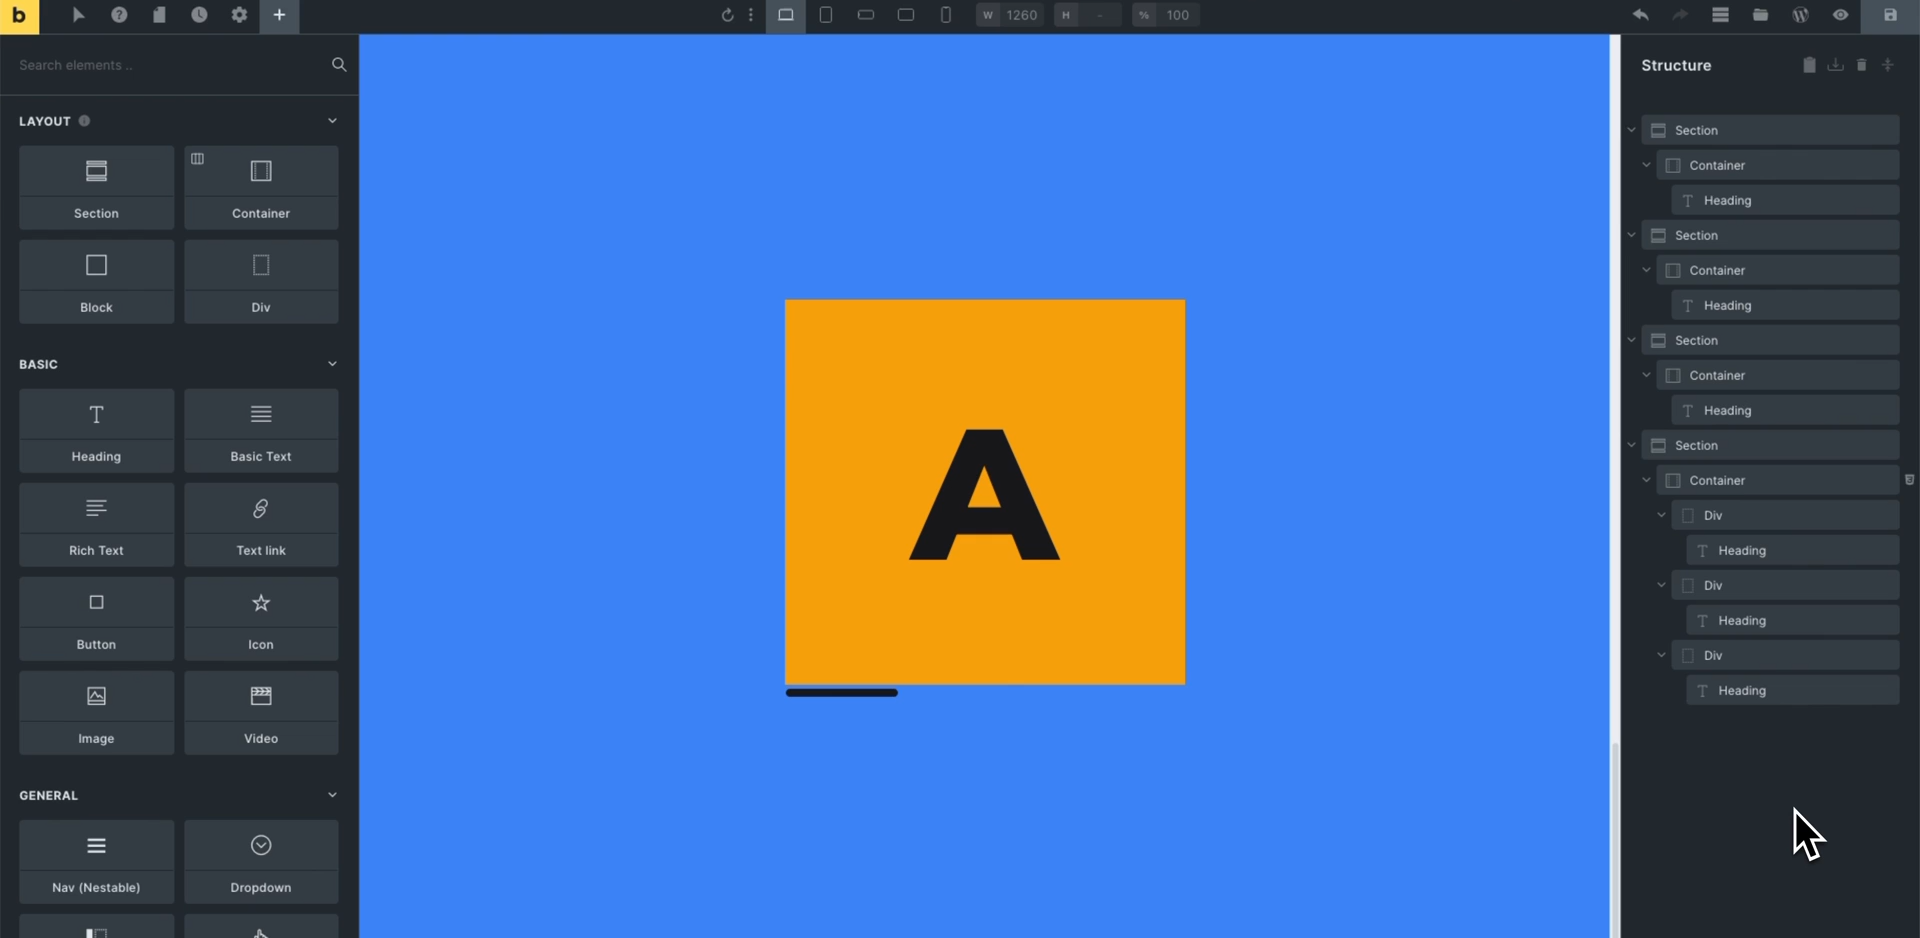 b
W 1260 H - % 100
Search elements ..
Structure
LAYOUT
Section
Container
Block
Div
BASIC
Heading
Basic Text
Rich Text
Text link
Button
Icon
Image
Video
GENERAL
Nav (Nestable)
Dropdown
A
Section
Container
Heading
Section
Container
Heading
Section
Container
Heading
Section
Container
Div
Heading
Div
Heading
Div
Heading